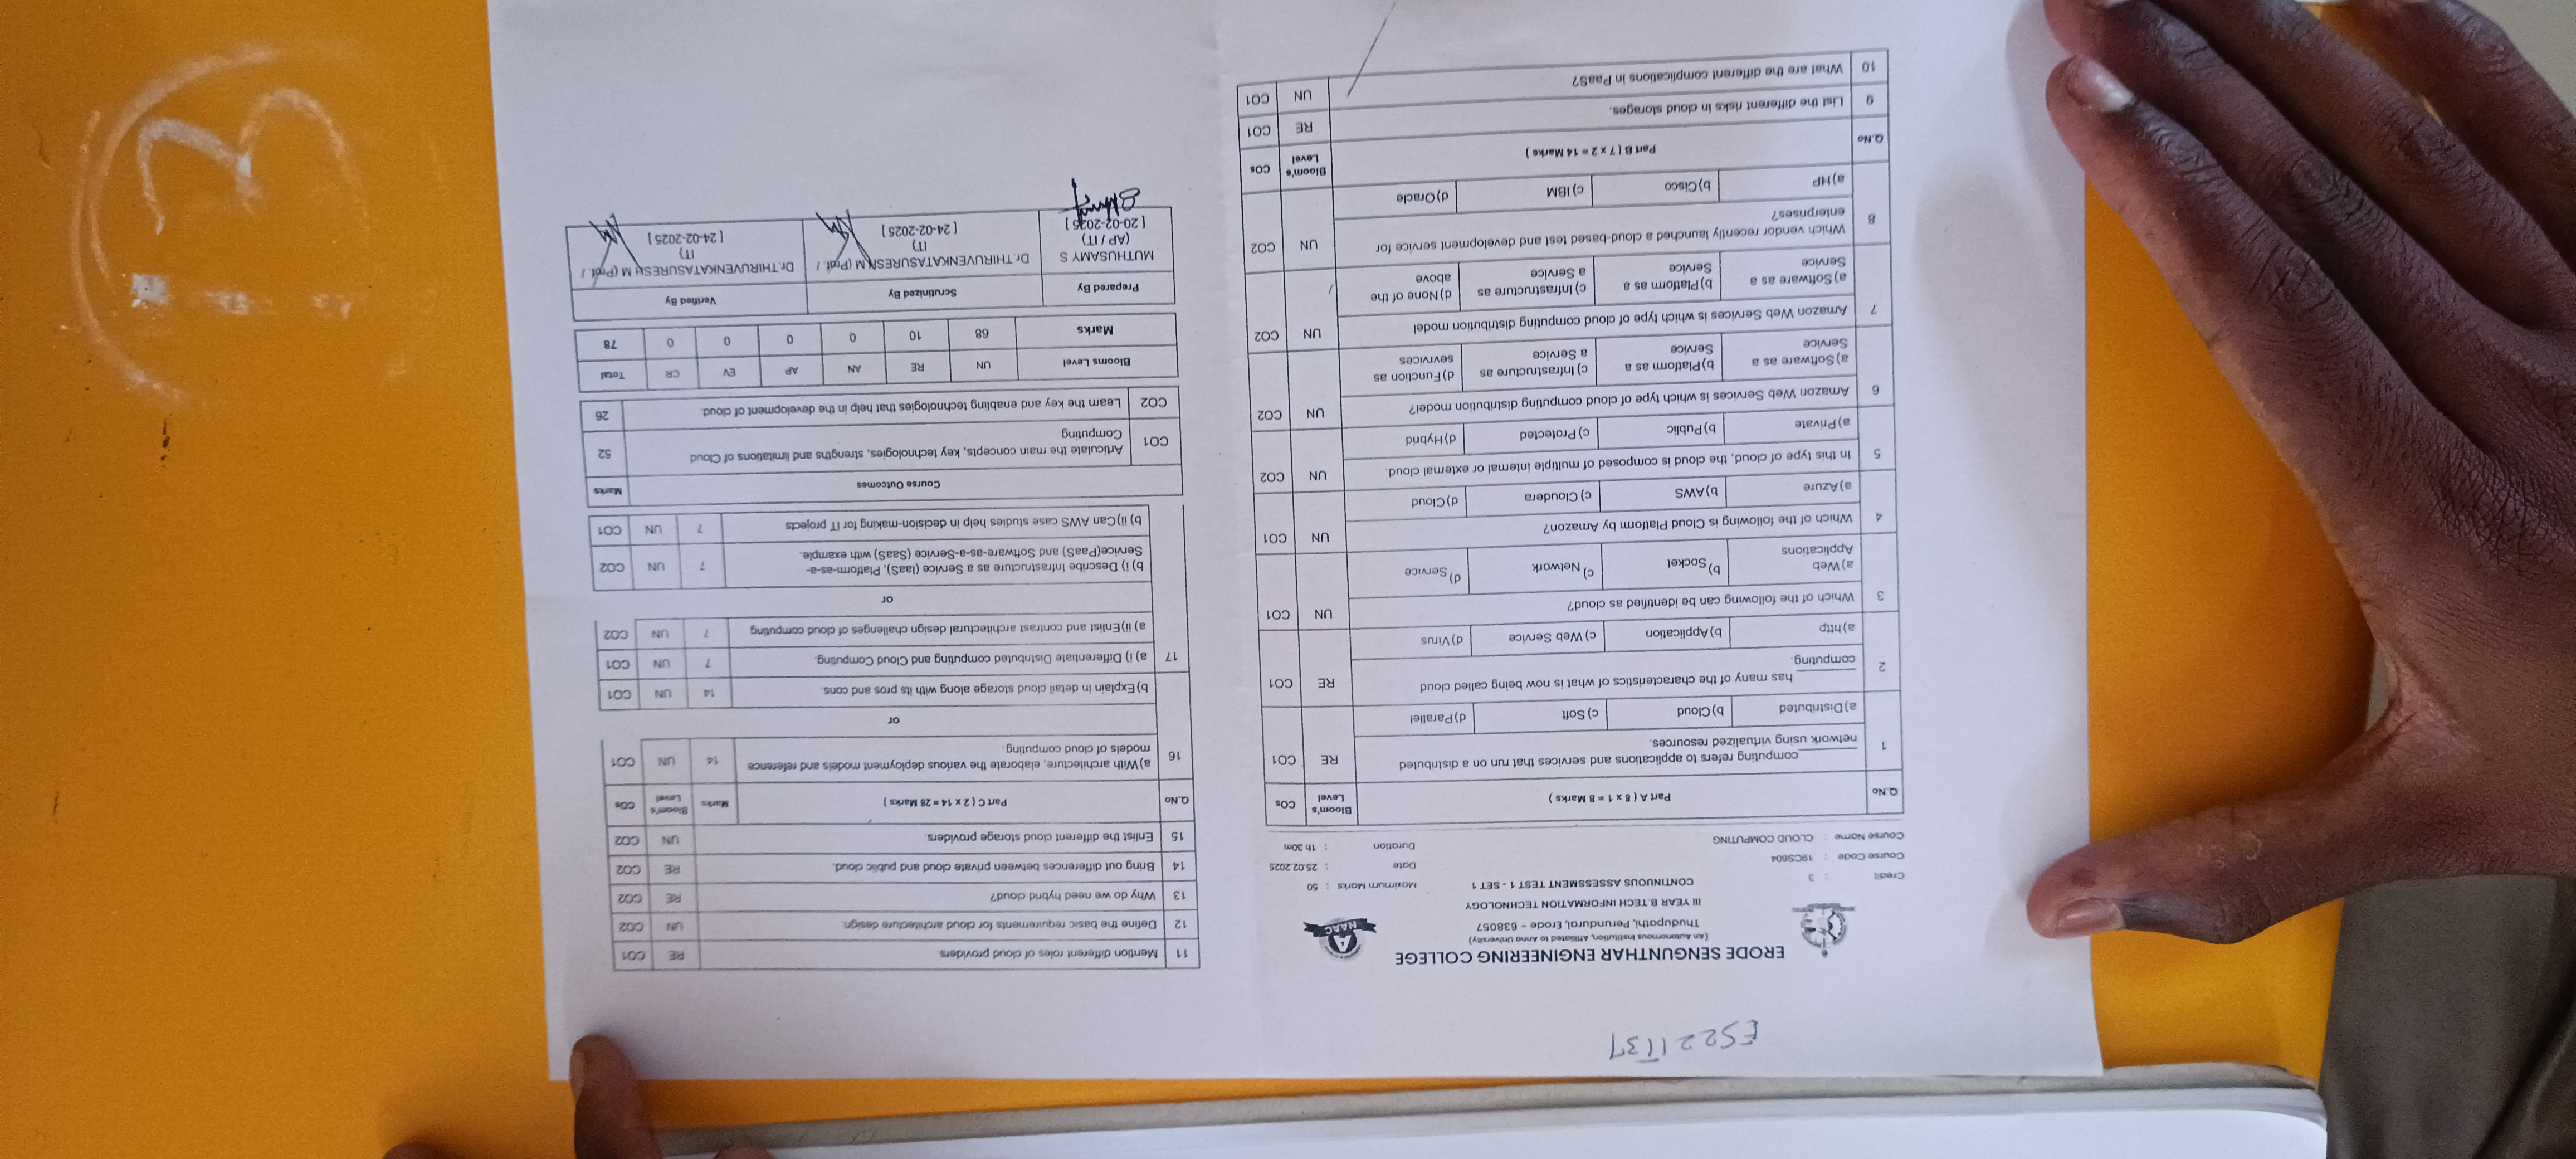 ES22IT37
ERODE SENGUNTHAR ENGINEERING COLLEGE
(An Autonomous Institution, Affiliated to Anna University)
Thudupathi, Perundurai, Erode – 638057
III YEAR B.TECH INFORMATION TECHNOLOGY
CONTINUOUS ASSESSMENT TEST 1 - SET 1
NAAC
A
Credit : 3 Maximum Marks : 50
Course Code : 19CS604 Date : 25.02.2025
Course Name : CLOUD COMPUTING Duration : 1h 30m
Q.No Part A ( 8 x 1 = 8 Marks ) Bloom's Level COs
1 ________ computing refers to applications and services that run on a distributed RE CO1
network using virtualized resources.
a) Distributed b) Cloud c) Soft d) Parallel
2 ________ has many of the characteristics of what is now being called cloud RE CO1
computing.
a) http b) Application c) Web Service d) Virus
3 Which of the following can be identified as cloud? UN CO1
a) Web Applications b) Socket c) Network d) Service
4 Which of the following is Cloud Platform by Amazon? UN CO1
a) Azure b) AWS c) Cloudera d) Cloud
5 In this type of cloud, the cloud is composed of multiple internal or external cloud. UN CO2
a) Private b) Public c) Protected d) Hybrid
6 Amazon Web Services is which type of cloud computing distribution model? UN CO2
a) Software as a Service b) Platform as a Service c) Infrastructure as a Service d) Function as sevrvices
7 Amazon Web Services is which type of cloud computing distribution model UN CO2
a) Software as a Service b) Platform as a Service c) Infrastructure as a Service d) None of the above
8 Which vendor recently launched a cloud-based test and development service for UN CO2
enterprises?
a) HP b) Cisco c) IBM d) Oracle
Q.No Part B ( 7 x 2 = 14 Marks ) Bloom's Level COs
9 List the different risks in cloud storages. RE CO1
10 What are the different complications in PaaS? UN CO1
11 Mention different roles of cloud providers. RE CO1
12 Define the basic requirements for cloud architecture design. UN CO2
13 Why do we need hybrid cloud? RE CO2
14 Bring out differences between private cloud and public cloud. RE CO2
15 Enlist the different cloud storage providers. UN CO2
Q.No Part C ( 2 x 14 = 28 Marks ) Marks Bloom's Level COs
16 a) With architecture, elaborate the various deployment models and reference 14 UN CO1
models of cloud computing.
or
b) Explain in detail cloud storage along with its pros and cons. 14 UN CO1
17 a) i) Differentuate Distributed computing and Cloud Computing. 7 UN CO1
a) ii) Enlist and contrast architectural design challenges of cloud computing 7 UN CO2
or
b) i) Describe Infrastructure as a Service (IaaS), Platform-as-a- 7 UN CO2
Service(PaaS) and Software-as-a-Service (SaaS) with example.
b) ii) Can AWS case studies help in decision-making for IT projects 7 UN CO1
Course Outcomes Marks
CO1 Articulate the main concepts, key technologies, strengths and limitations of Cloud 52
Computing
CO2 Learn the key and enabling technologies that help in the development of cloud. 26
Blooms Level UN RE AN AP EV CR Total
Marks 68 10 0 0 0 0 78
Prepared By Scrutinized By Verified By
MUTHUSAMY S Dr.THIRUVENKATASURESH M (Prof. / Dr.THIRUVENKATASURESH M (Prof. /
(AP / IT) IT) IT)
[ 20-02-2025 ] [ 24-02-2025 ] [ 24-02-2025 ]